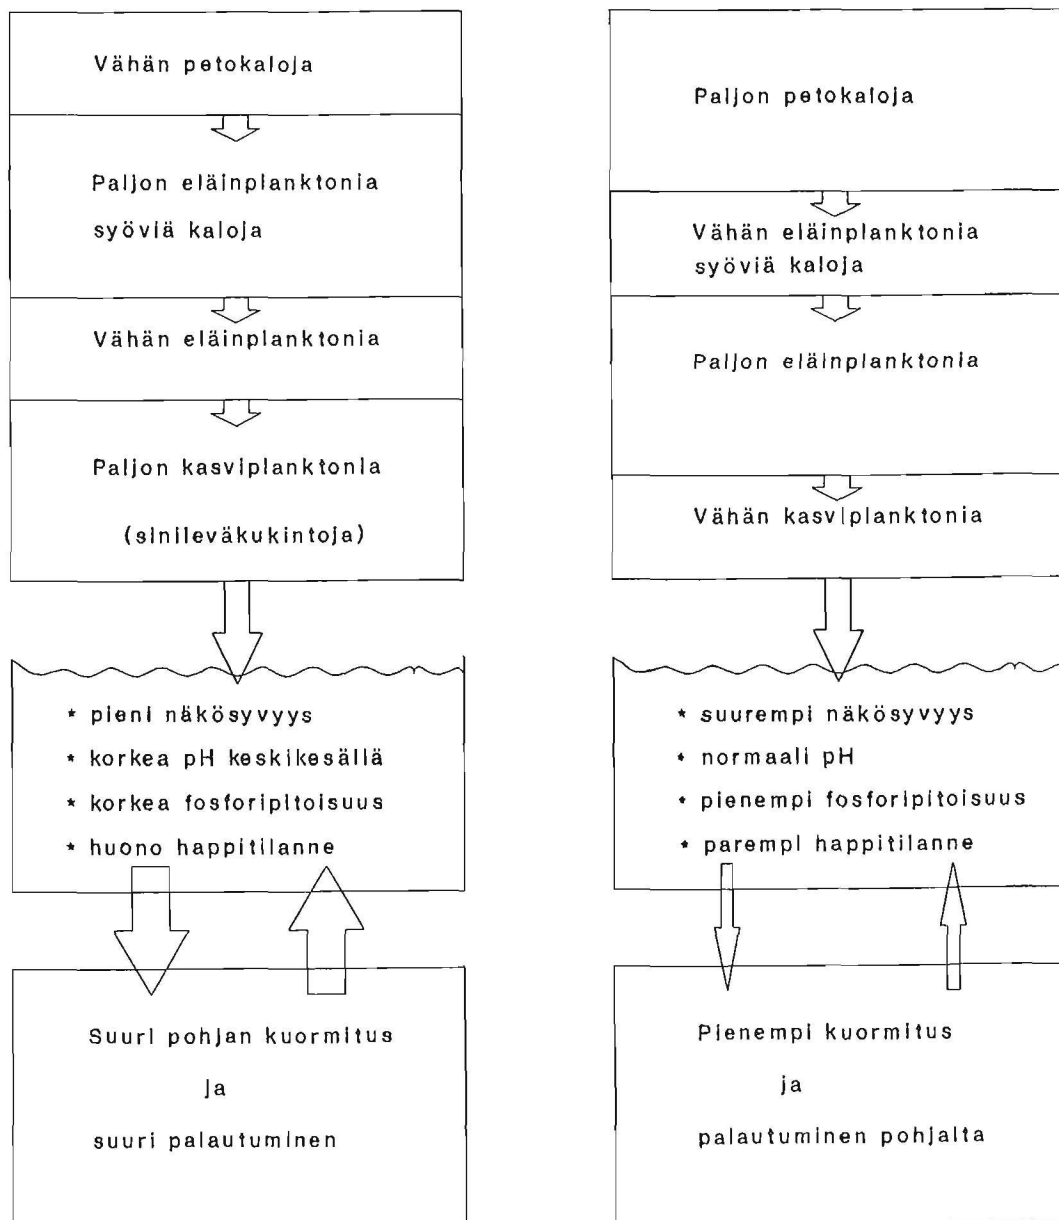 Vähän petokaloja
Paljon eläinplanktonia
syöviä kaloja
Vähän eläinplanktonia
Paljon kasviplanktonia
(sinileväkukintoja)
* pieni näkösyvyys
* korkea pH keskikesällä
* korkea fosforipitoisuus
* huono happitilanne
Suuri pohjan kuormitus
ja
suuri palautuminen
Paljon petokaloja
Vähän eläinplanktonia
syöviä kaloja
Paljon eläinplanktonia
Vähän kasviplanktonia
* suurempi näkösyvyys
* normaali pH
* pienempi fosforipitoisuus
* parempi happitilanne
Pienempi kuormitus
ja
palautuminen pohjalta